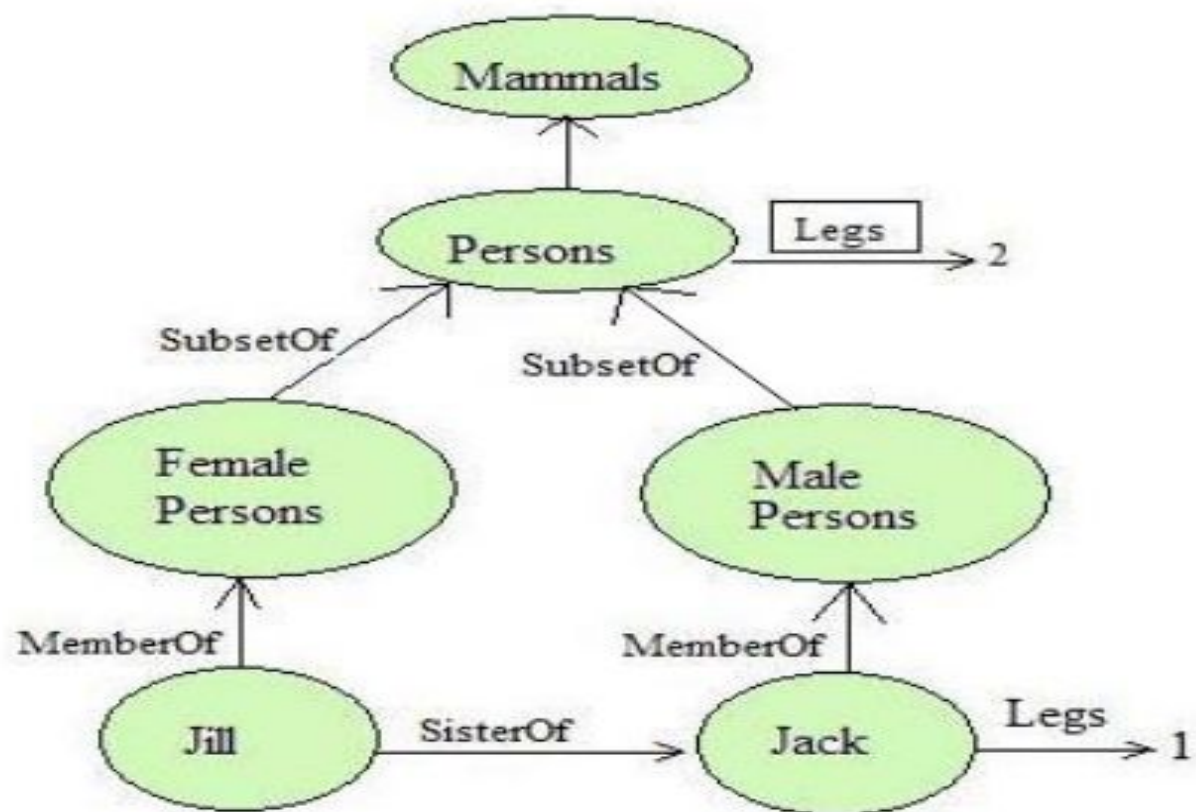 Mammals
Persons
Legs
2
SubsetOf
SubsetOf
Female
Persons
Male
Persons
MemberOf
MemberOf
Jill
SisterOf
Jack
Legs
1